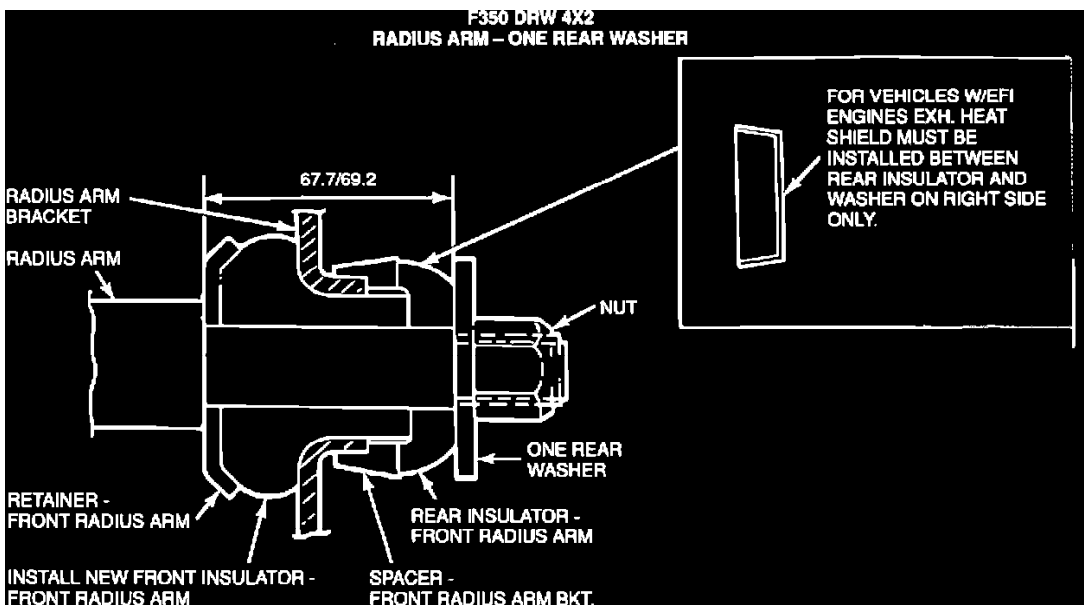 F350 DRW 4X2
RADIUS ARM – ONE REAR WASHER
FOR VEHICLES W/EFI
ENGINES EXH. HEAT
SHIELD MUST BE
INSTALLED BETWEEN
REAR INSULATOR AND
WASHER ON RIGHT SIDE
ONLY.
67.7/69.2
RADIUS ARM
BRACKET
RADIUS ARM
NUT
ONE REAR
WASHER
RETAINER -
FRONT RADIUS ARM
REAR INSULATOR -
FRONT RADIUS ARM
INSTALL NEW FRONT INSULATOR -
FRONT RADIUS ARM
SPACER -
FRONT RADIUS ARM BKT.